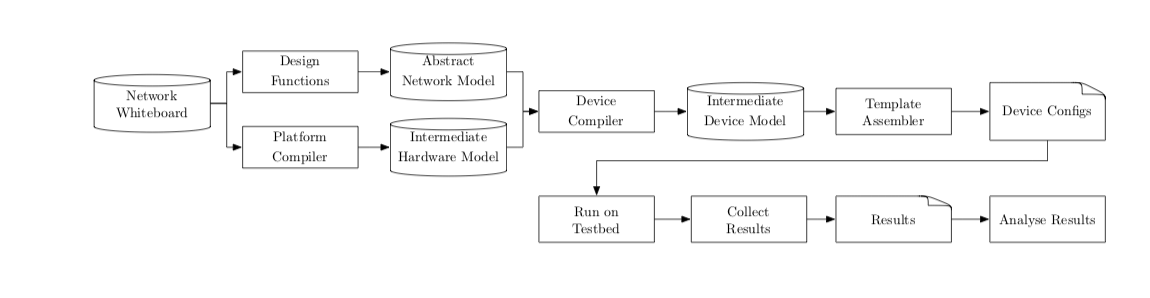 Network
Whiteboard
Design
Functions
Abstract
Network Model
Platform
Compiler
Intermediate
Hardware Model
Device
Compiler
Intermediate
Device Model
Template
Assembler
Device Configs
Run on
Testbed
Collect
Results
Results
Analyse Results